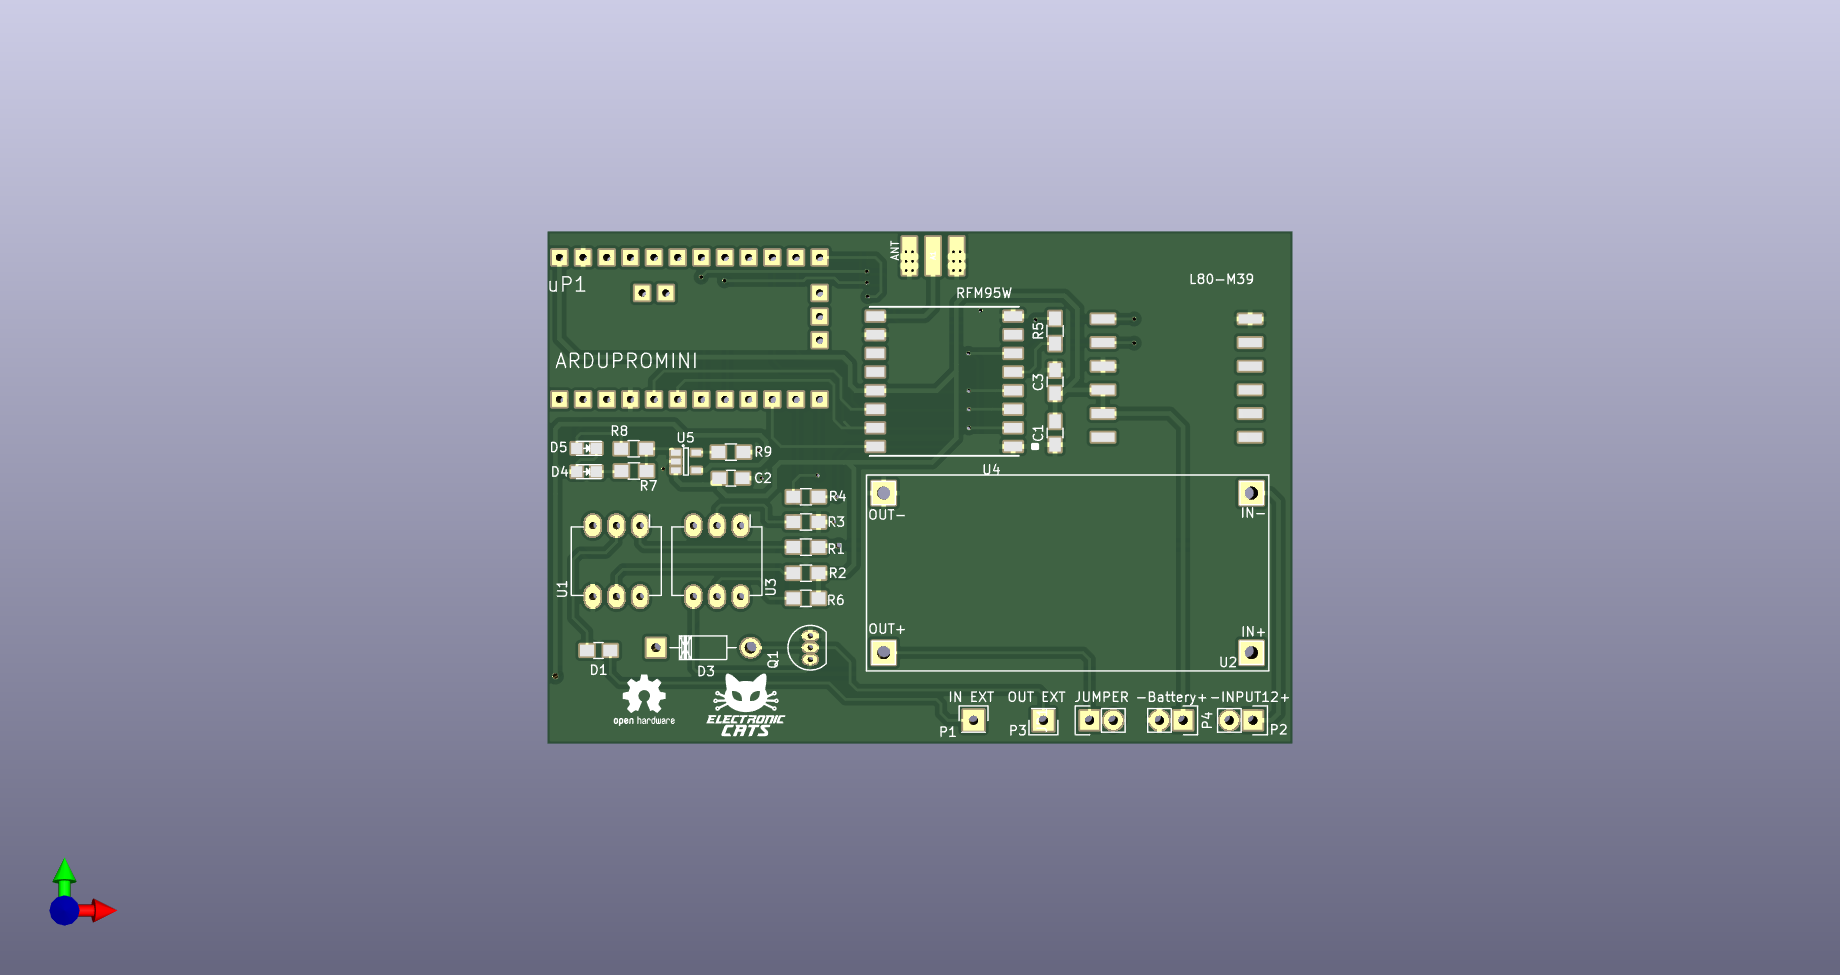 ANT
L80-M39
uP1
RFM95W
R5
ARDUPROMINI
C3
R8
C1
D5
U5
R9
U4
D4
R7
C2
R4
OUT-
IN-
R3
R1
R2
U1
U3
R6
OUT+
IN+
Q1
U2
D1
D3
IN EXT
OUT EXT
JUMPER
-Battery+
-INPUT12+
open hardware
ELECTRONIC
CATS
P1
P3
P4
P2